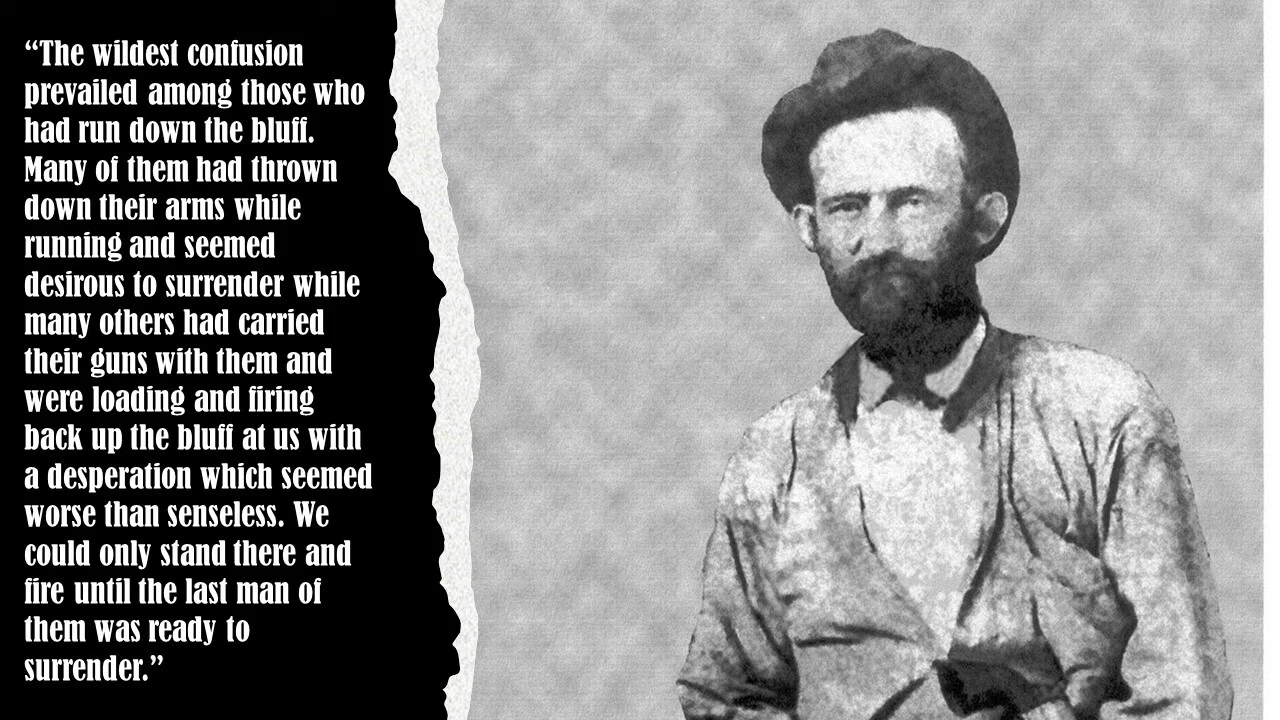 “The wildest confusion
prevailed among those who
had run down the bluff.
Many of them had thrown
down their arms while
running and seemed
desirous to surrender while
many others had carried
their guns with them and
were loading and firing
back up the bluff at us with
a desperation which seemed
worse than senseless. We
could only stand there and
fire until the last man of
them was ready to
surrender.”